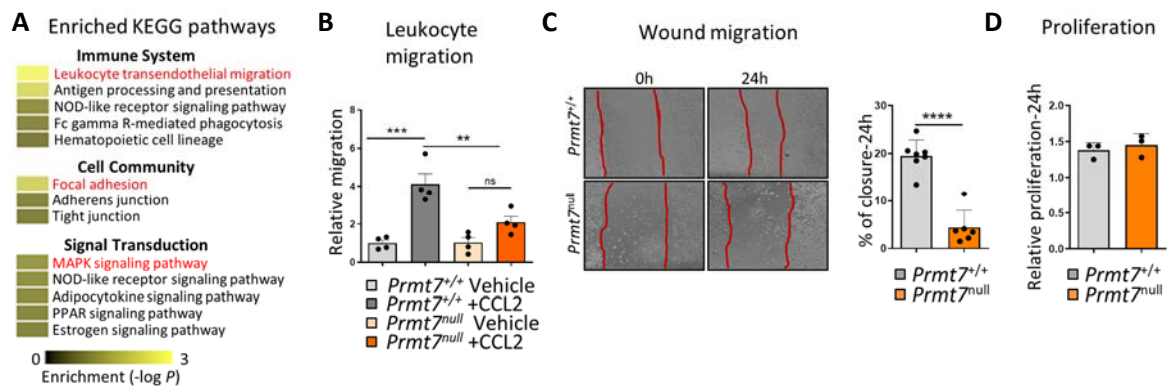 A
Enriched KEGG pathways
Immune System
Leukocyte transendothelial migration
Antigen processing and presentation
NOD-like receptor signaling pathway
Fc gamma R-mediated phagocytosis
Hematopoietic cell lineage
Cell Community
Focal adhesion
Adherens junction
Tight junction
Signal Transduction
MAPK signaling pathway
NOD-like receptor signaling pathway
Adipocytokine signaling pathway
PPAR signaling pathway
Estrogen signaling pathway
0 3
Enrichment (-log P)
B
Leukocyte
migration
Relative migration
8
6
4
2
0
***
**
ns
Prmt7+/+ Vehicle
Prmt7+/+ +CCL2
Prmt7null Vehicle
Prmt7null +CCL2
C
Wound migration
0h 24h
Prmt7+/+
Prmt7null
% of closure-24h
30
20
10
0
****
Prmt7+/+
Prmt7null
D
Proliferation
Relative proliferation-24h
2.0
1.5
1.0
0.5
0.0
Prmt7+/+
Prmt7null